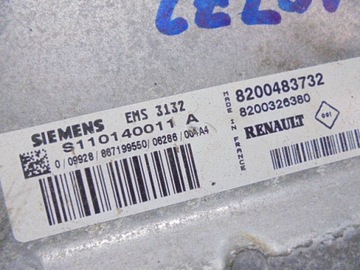 SIEMENS EMS 3132
S110140011 A
0/09928/867199550/06286/00AA4
MADE IN FRANCE
8200483732
8200326380
RENAULT